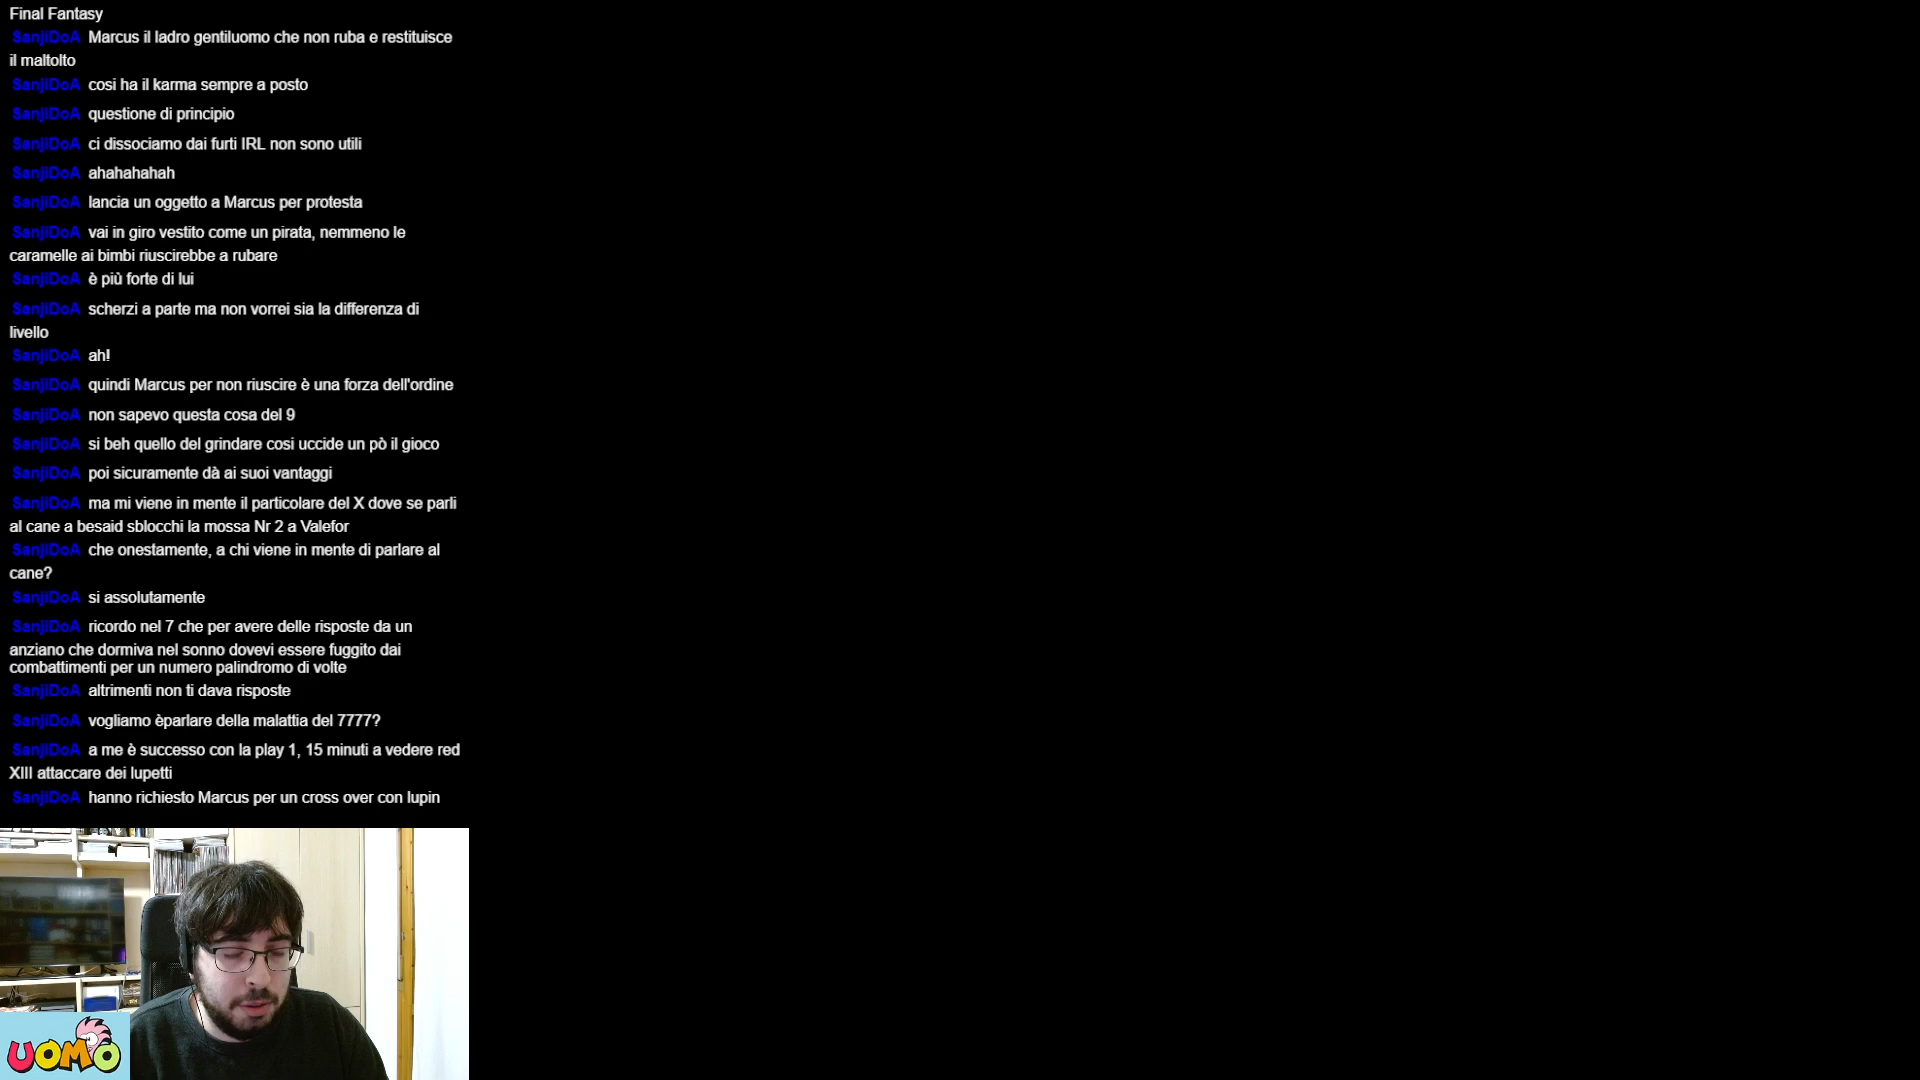 Final Fantasy
SanjiDoA Marcus il ladro gentiluomo che non ruba e restituisce
il maltolto
SanjiDoA cosi ha il karma sempre a posto
SanjiDoA questione di principio
SanjiDoA ci dissociamo dai furti IRL non sono utili
SanjiDoA ahahahahah
SanjiDoA lancia un oggetto a Marcus per protesta
SanjiDoA vai in giro vestito come un pirata, nemmeno le
caramelle ai bimbi riuscirebbe a rubare
SanjiDoA è più forte di lui
SanjiDoA scherzi a parte ma non vorrei sia la differenza di
livello
SanjiDoA ah!
SanjiDoA quindi Marcus per non riuscire è una forza dell'ordine
SanjiDoA non sapevo questa cosa del 9
SanjiDoA si beh quello del grindare cosi uccide un pò il gioco
SanjiDoA poi sicuramente dà ai suoi vantaggi
SanjiDoA ma mi viene in mente il particolare del X dove se parli
al cane a besaid sblocchi la mossa Nr 2 a Valefor
SanjiDoA che onestamente, a chi viene in mente di parlare al
cane?
SanjiDoA si assolutamente
SanjiDoA ricordo nel 7 che per avere delle risposte da un
anziano che dormiva nel sonno dovevi essere fuggito dai
combattimenti per un numero palindromo di volte
SanjiDoA altrimenti non ti dava risposte
SanjiDoA vogliamo èparlare della malattia del 7777?
SanjiDoA a me è successo con la play 1, 15 minuti a vedere red
XIII attaccare dei lupetti
SanjiDoA hanno richiesto Marcus per un cross over con lupin
UOMO